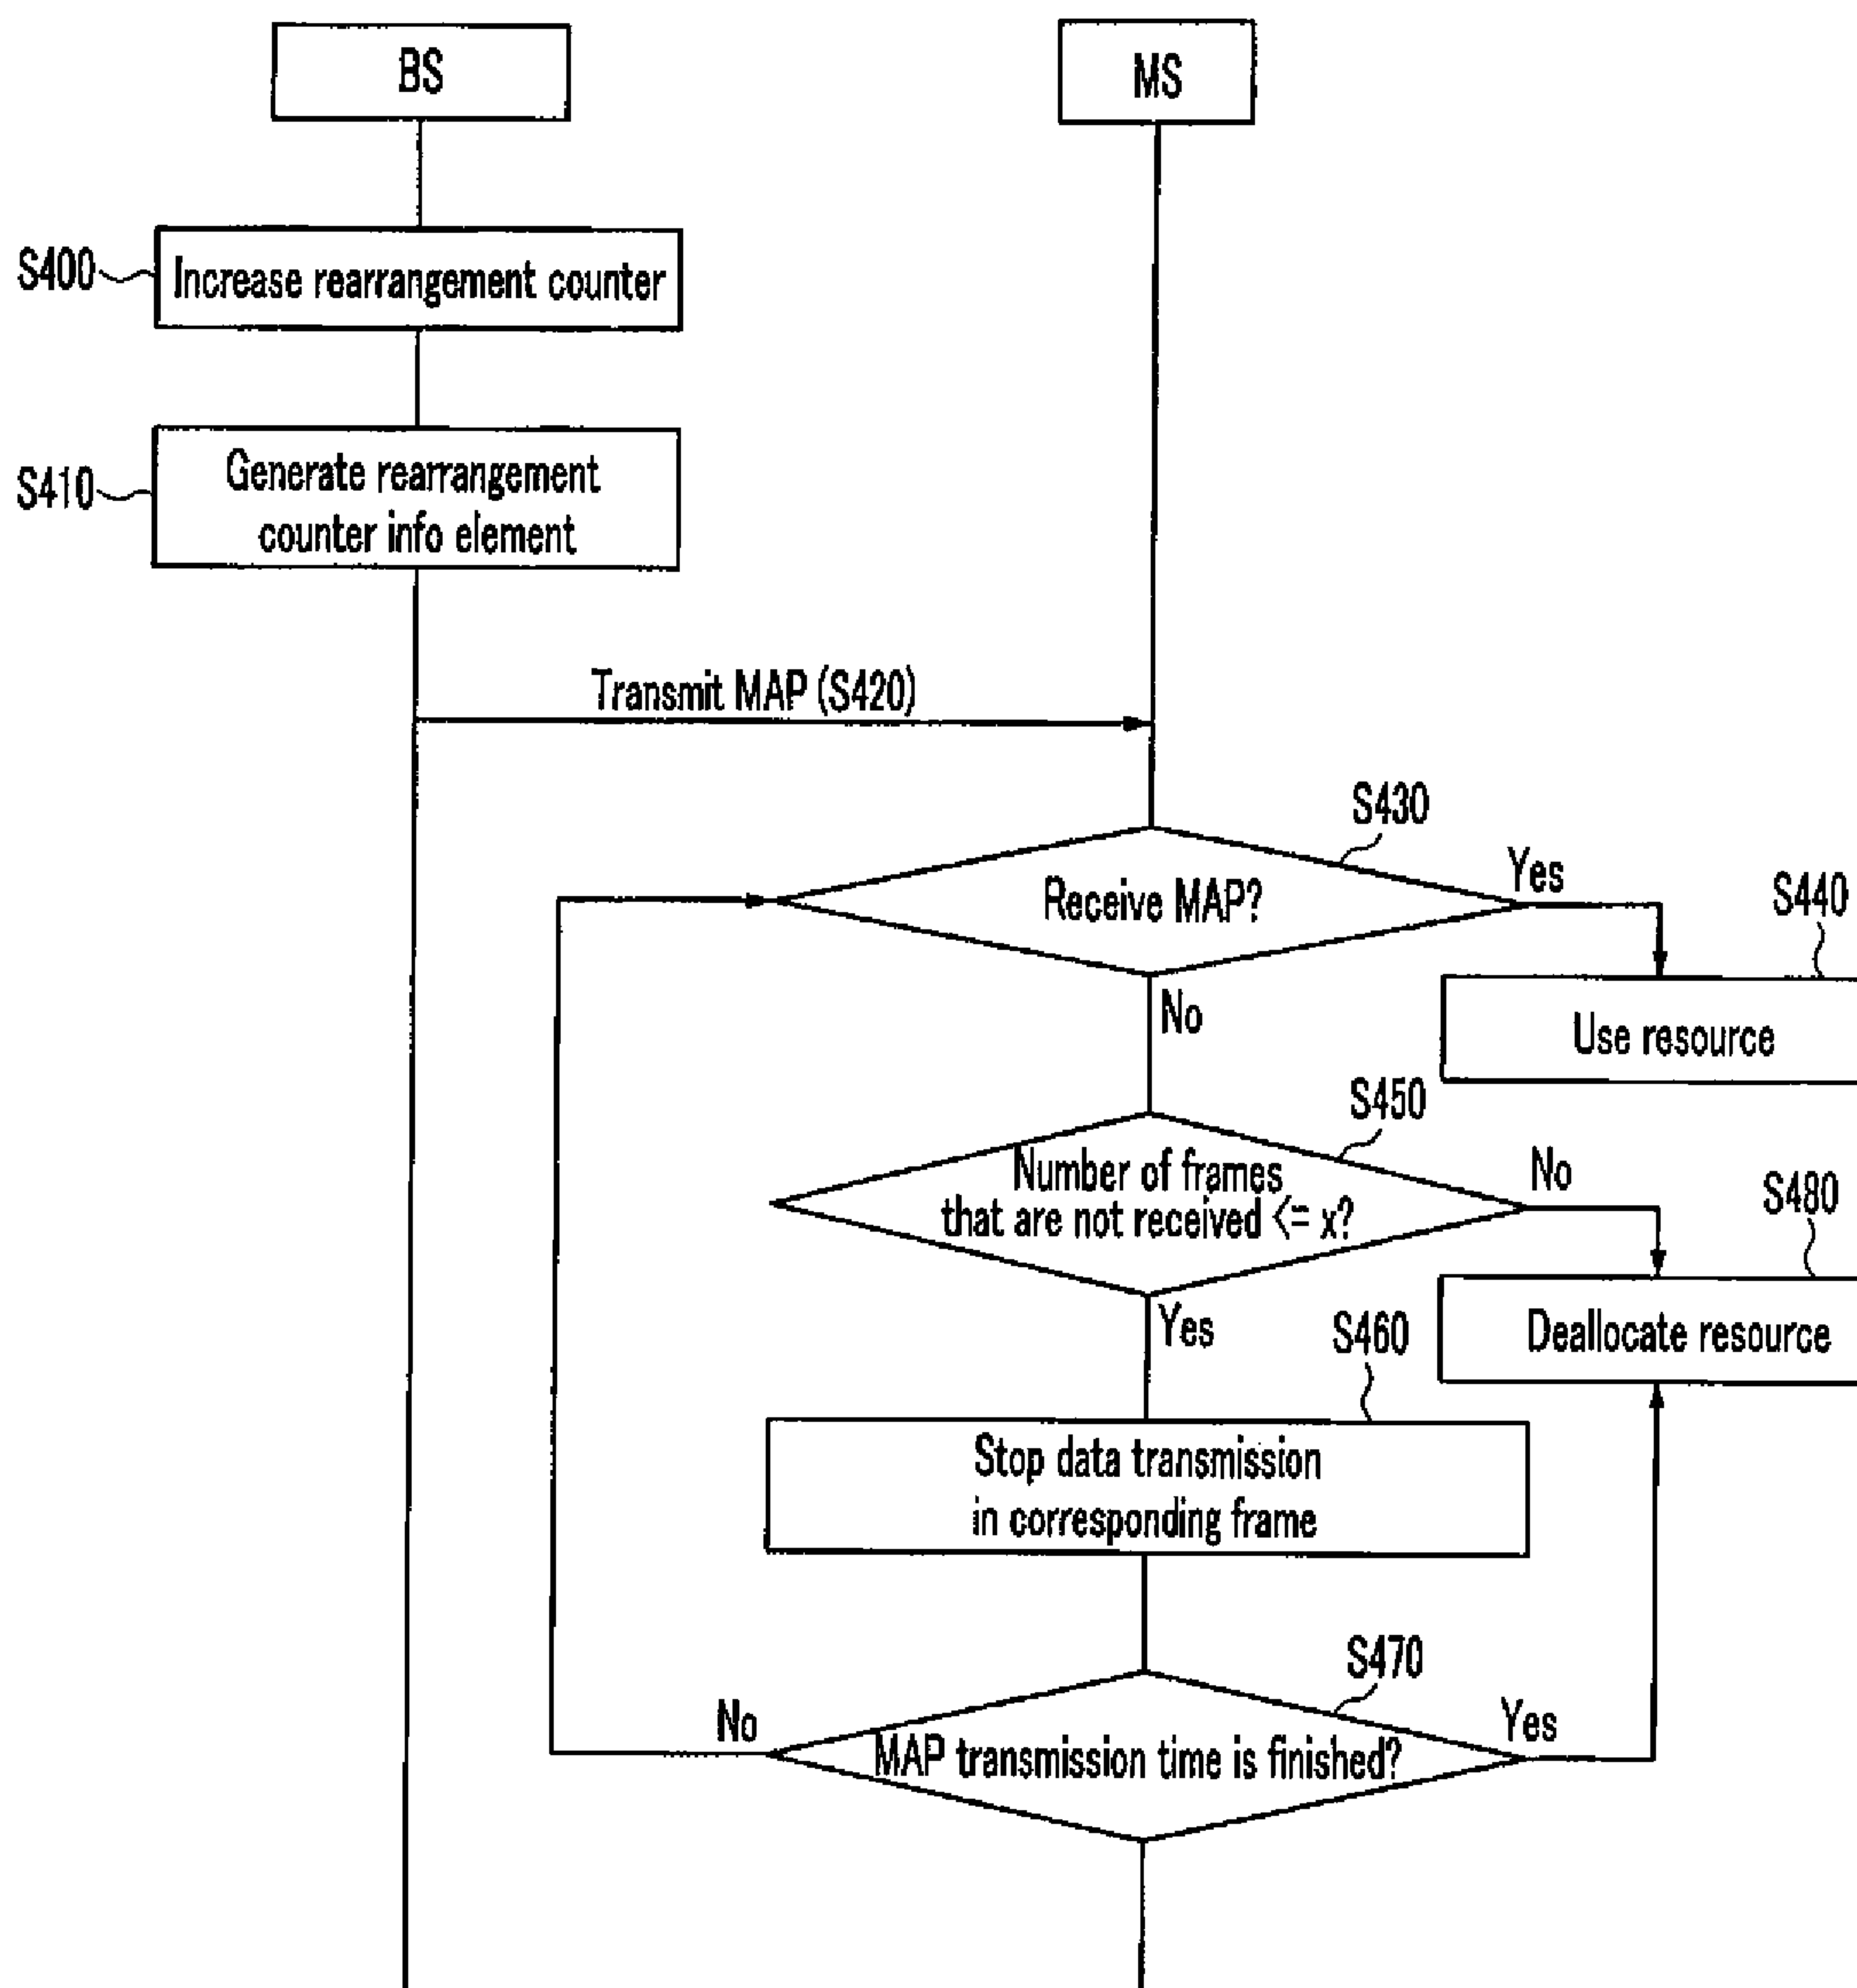 BS
MS
S400
Increase rearrangement counter
S410
Generate rearrangement
counter info element
Transmit MAP (S420)
S430
Receive MAP?
Yes
S440
Use resource
No
S450
Number of frames
that are not received <= x?
No
S480
Deallocate resource
Yes
S460
Stop data transmission
in corresponding frame
S470
No
MAP transmission time is finished?
Yes